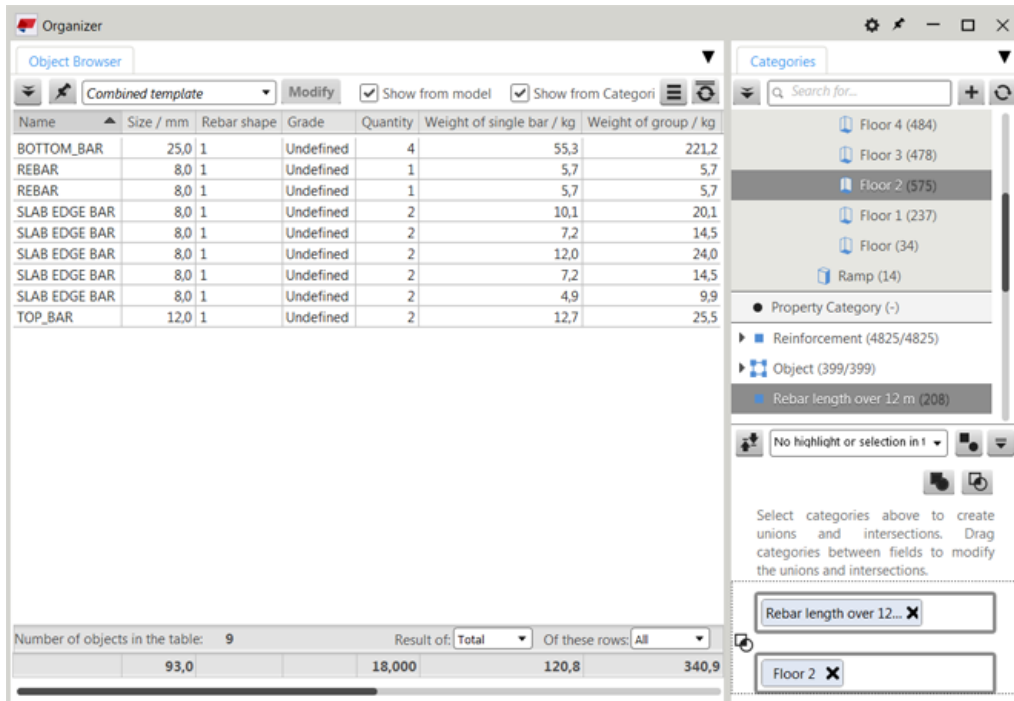 Organizer
Object Browser
Combined template Modify Show from model Show from Categori
Name Size / mm Rebar shape Grade Quantity Weight of single bar / kg Weight of group / kg
BOTTOM_BAR 25,0 1 Undefined 4 55,3 221,2
REBAR 8,0 1 Undefined 1 5,7 5,7
REBAR 8,0 1 Undefined 1 5,7 5,7
SLAB EDGE BAR 8,0 1 Undefined 2 10,1 20,1
SLAB EDGE BAR 8,0 1 Undefined 2 7,2 14,5
SLAB EDGE BAR 8,0 1 Undefined 2 12,0 24,0
SLAB EDGE BAR 8,0 1 Undefined 2 7,2 14,5
SLAB EDGE BAR 8,0 1 Undefined 2 4,9 9,9
TOP_BAR 12,0 1 Undefined 2 12,7 25,5
Number of objects in the table: 9 Result of: Total Of these rows: All
93,0 18,000 120,8 340,9
Categories
Search for...
Floor 4 (484)
Floor 3 (478)
Floor 2 (575)
Floor 1 (237)
Floor (34)
Ramp (14)
Property Category (-)
Reinforcement (4825/4825)
Object (399/399)
Rebar length over 12 m (208)
No highlight or selection in t
Select categories above to create
unions and intersections. Drag
categories between fields to modify
the unions and intersections.
Rebar length over 12...
Floor 2